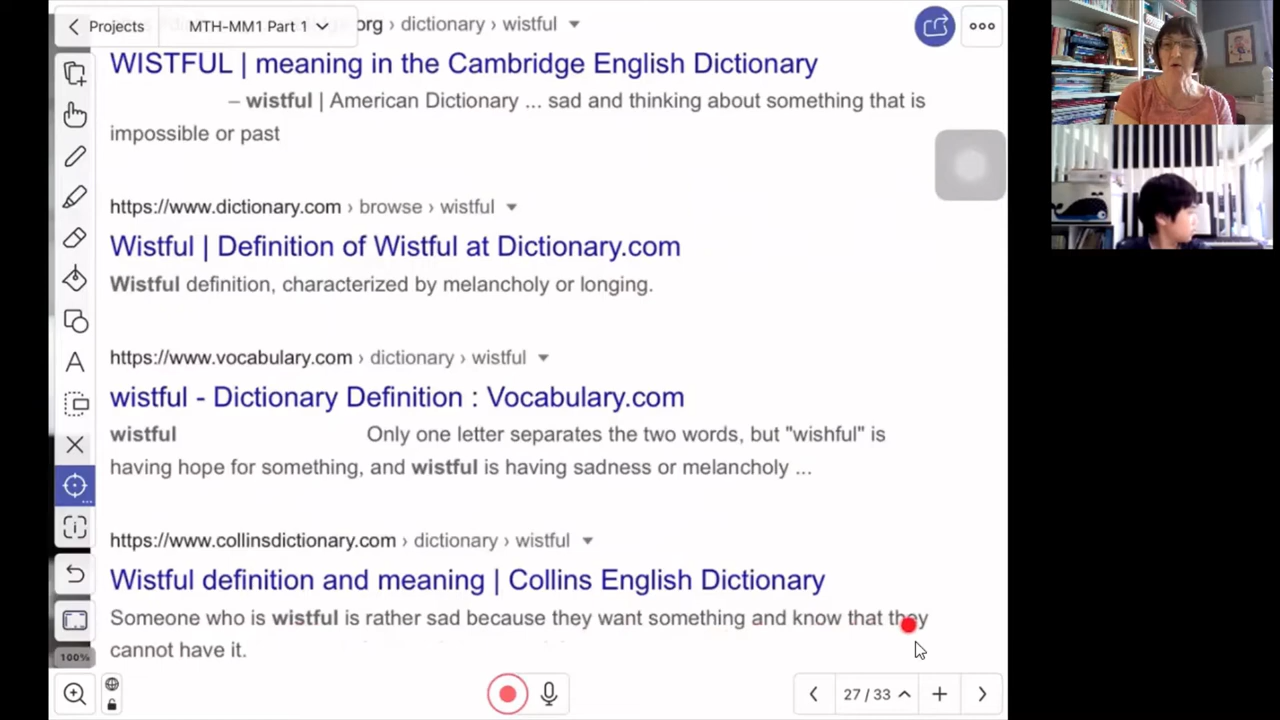 Projects
MTH-MM1 Part 1
org › dictionary › wistful
WISTFUL | meaning in the Cambridge English Dictionary
– wistful | American Dictionary ... sad and thinking about something that is
impossible or past
https://www.dictionary.com › browse › wistful
Wistful | Definition of Wistful at Dictionary.com
Wistful definition, characterized by melancholy or longing.
https://www.vocabulary.com › dictionary › wistful
wistful - Dictionary Definition : Vocabulary.com
wistful Only one letter separates the two words, but "wishful" is
having hope for something, and wistful is having sadness or melancholy ...
https://www.collinsdictionary.com › dictionary › wistful
Wistful definition and meaning | Collins English Dictionary
Someone who is wistful is rather sad because they want something and know that they
cannot have it.
100%
27 / 33